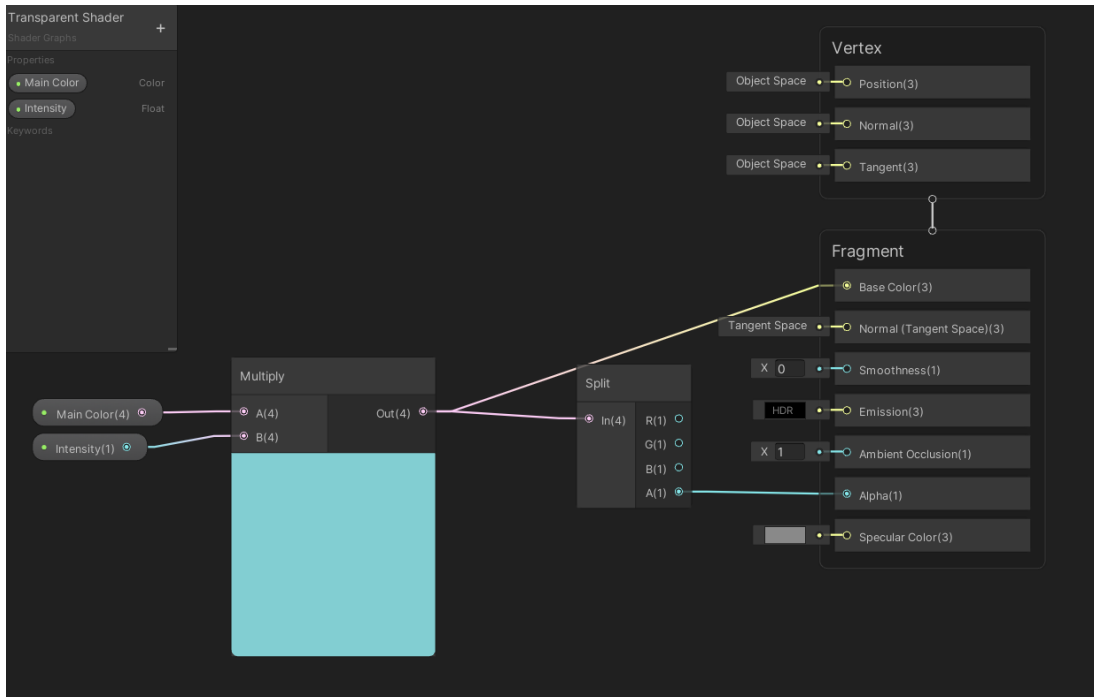 Transparent Shader
+
Shader Graphs
Properties
Main Color Color
Intensity Float
Keywords
Vertex
Object Space Position(3)
Object Space Normal(3)
Object Space Tangent(3)
Fragment
Base Color(3)
Tangent Space Normal (Tangent Space)(3)
X 0 Smoothness(1)
HDR Emission(3)
X 1 Ambient Occlusion(1)
Alpha(1)
Specular Color(3)
Multiply
Main Color(4) A(4) Out(4)
Intensity(1) B(4)
Split
In(4) R(1)
G(1)
B(1)
A(1)